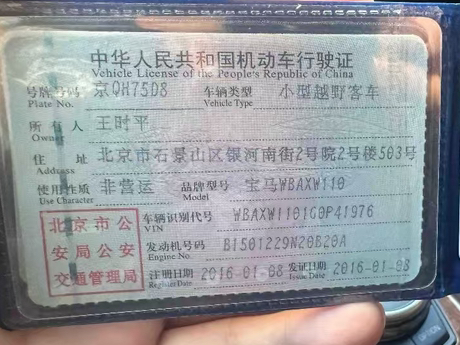 中华人民共和国机动车行驶证
Vehicle License of the People's Republic of China
号牌号码 京QH75D8 车辆类型 小型越野客车
Plate No. Vehicle Type
所有人 王时平
Owner
住址 北京市石景山区银河南街2号院2号楼503号
Address
使用性质 非营运 品牌型号 宝马WBAXW110
Use Character Model
北京市公
安局公安
交通管理局
车辆识别代号 WBAXW1101G0P41976
VIN
发动机号码 B1501229N20B20A
Engine No.
注册日期 2016-01-08 发证日期 2016-01-08
Register Date Issue Date